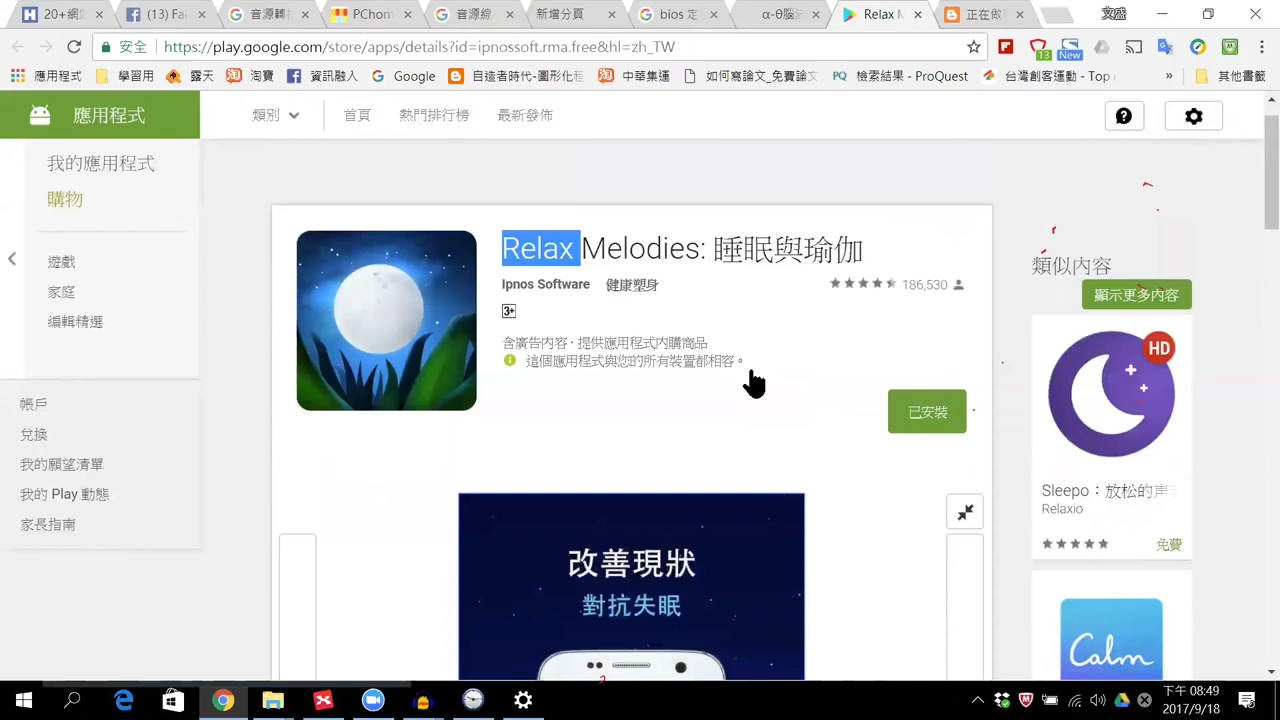 20+網
(13) Fa
音源轉
PChom
音源線
新增分頁
bios 定
α-θ腦
Relax M
正在做
文盛
安全
https://play.google.com/store/apps/details?id=ipnossoft.rma.free&hl=zh_TW
13
New
應用程式
學習用
露天
淘 淘寶
資訊融入
Google
自造者時代-圖形化程
淘 中華集運
如何寫論文_免費論文
PQ 檢索結果 - ProQuest
台灣創客運動 - Top
»
其他書籤
應用程式
類別
首頁
熱門排行榜
最新發佈
我的應用程式
購物
遊戲
家庭
編輯精選
帳戶
兌換
我的願望清單
我的 Play 動態
家長指南
Relax Melodies: 睡眠與瑜伽
Ipnos Software 健康塑身
186,530
3+
含廣告內容 · 提供應用程式內購商品
這個應用程式與您的所有裝置都相容。
已安裝
改善現狀
對抗失眠
類似內容
顯示更多內容
HD
Sleepo：放松的声
Relaxio
免費
Calm
下午 08:49
2017/9/18